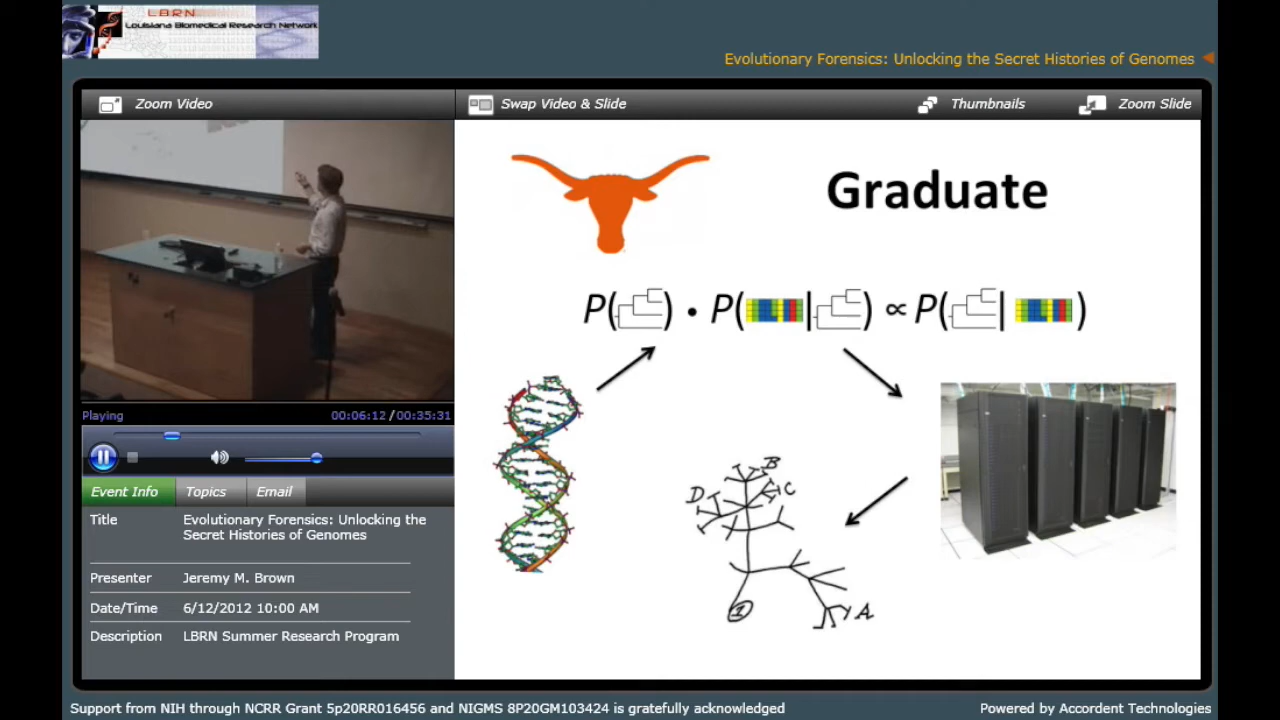 LBRN
Louisiana Biomedical Research Network
Evolutionary Forensics: Unlocking the Secret Histories of Genomes
Zoom Video
Swap Video & Slide
Thumbnails
Zoom Slide
Graduate
P( ) • P( | ) ∝ P( | )
B
D
C
1
A
Playing
00:06:12 / 00:35:31
Event Info
Topics
Email
Title
Evolutionary Forensics: Unlocking the
Secret Histories of Genomes
Presenter
Jeremy M. Brown
Date/Time
6/12/2012 10:00 AM
Description
LBRN Summer Research Program
Support from NIH through NCRR Grant 5p20RR016456 and NIGMS 8P20GM103424 is gratefully acknowledged
Powered by Accordent Technologies